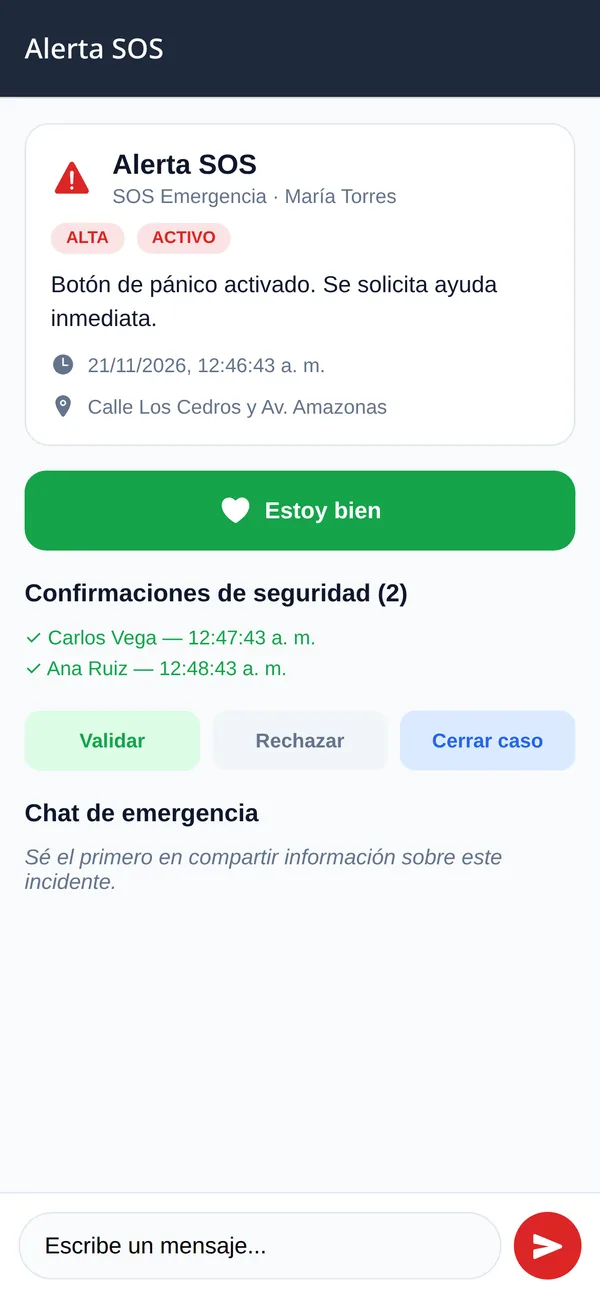 Alerta SOS
Alerta SOS
SOS Emergencia · María Torres
ALTA ACTIVO
Botón de pánico activado. Se solicita ayuda
inmediata.
21/11/2026, 12:46:43 a. m.
Calle Los Cedros y Av. Amazonas
Estoy bien
Confirmaciones de seguridad (2)
✓ Carlos Vega — 12:47:43 a. m.
✓ Ana Ruiz — 12:48:43 a. m.
Validar Rechazar Cerrar caso
Chat de emergencia
Sé el primero en compartir información sobre este
incidente.
Escribe un mensaje...